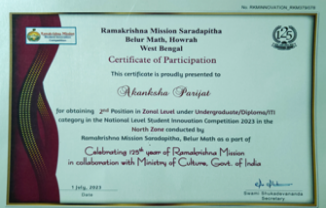 Ramakrishna Mission Saradapitha
Belur Math, Howrah
West Bengal
Certificate of Participation
This certificate is proudly presented to
Akanksha Parijat
for obtaining 2nd Position in Zonal Level under Undergraduate/Diploma/ITI
category in the National Level Student Innovation Competition 2023 in the
North Zone conducted by
Ramakrishna Mission Saradapitha, Belur Math as a part of
Celebrating 125th year of Ramakrishna Mission
in collaboration with Ministry of Culture, Govt. of India
1 July, 2023
Date
Secretary
125